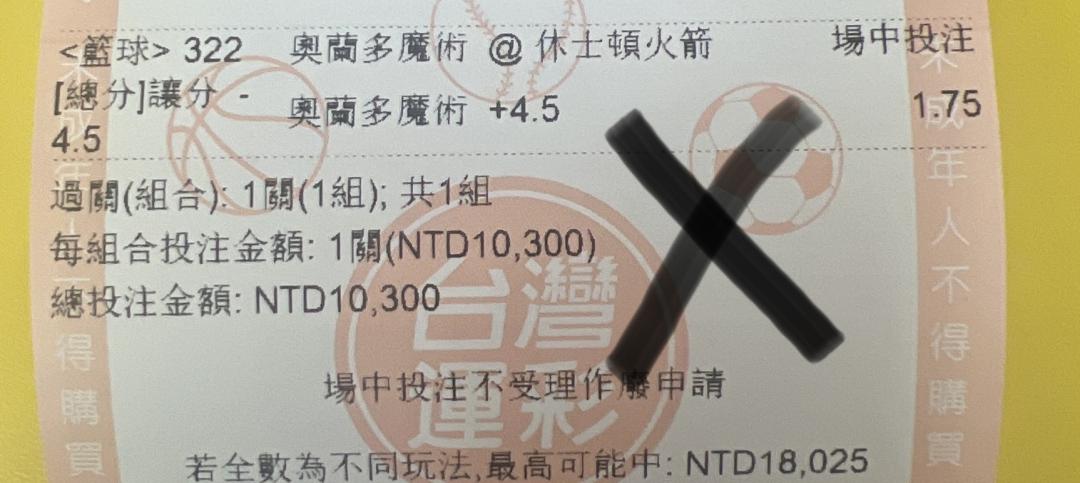 <籃球> 322 奧蘭多魔術 @ 休士頓火箭 場中投注
[總分]讓分 - 奧蘭多魔術 +4.5 1.75
4.5
過關(組合): 1關(1組); 共1組
每組合投注金額: 1關(NTD10,300)
總投注金額: NTD10,300
場中投注不受理作廢申請
若全數為不同玩法,最高可能中: NTD18,025
台灣
運彩
年
得購買
未成年人不得購買